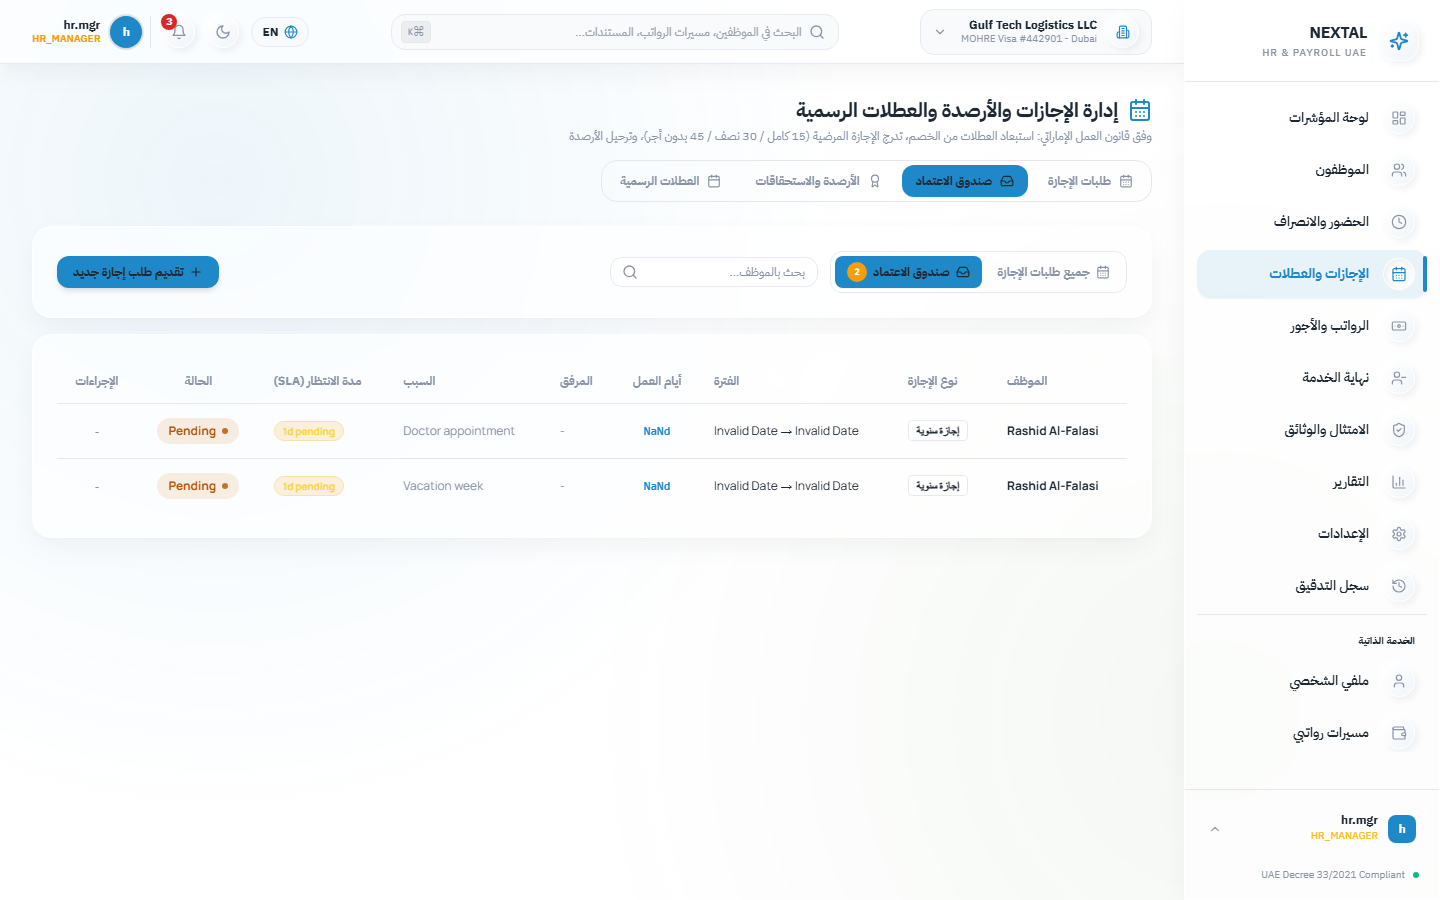 NEXTAL
HR & PAYROLL UAE
Gulf Tech Logistics LLC
MOHRE Visa #442901 - Dubai
البحث في الموظفين، مسيرات الرواتب، المستندات...
⌘K
EN
3
hr.mgr
HR_MANAGER
h
لوحة المؤشرات
الموظفون
الحضور والانصراف
الإجازات والعطلات
الرواتب والأجور
نهاية الخدمة
الامتثال والوثائق
التقارير
الإعدادات
سجل التدقيق
الخدمة الذاتية
ملفي الشخصي
مسيرات رواتبي
hr.mgr
HR_MANAGER
h
UAE Decree 33/2021 Compliant
إدارة الإجازات والأرصدة والعطلات الرسمية
وفق قانون العمل الإماراتي: استبعاد العطلات من الخصم، تدرج الإجازة المرضية (15 كامل / 30 نصف / 45 بدون أجر)، وترحيل الأرصدة
طلبات الإجازة
صندوق الاعتماد
الأرصدة والاستحقاقات
العطلات الرسمية
جميع طلبات الإجازة
صندوق الاعتماد 2
بحث بالموظف...
تقديم طلب إجازة جديد
الموظف نوع الإجازة الفترة أيام العمل المرفق السبب مدة الانتظار (SLA) الحالة الإجراءات
Rashid Al-Falasi إجازة سنوية Invalid Date → Invalid Date NaNd - Doctor appointment 1d pending Pending -
Rashid Al-Falasi إجازة سنوية Invalid Date → Invalid Date NaNd - Vacation week 1d pending Pending -